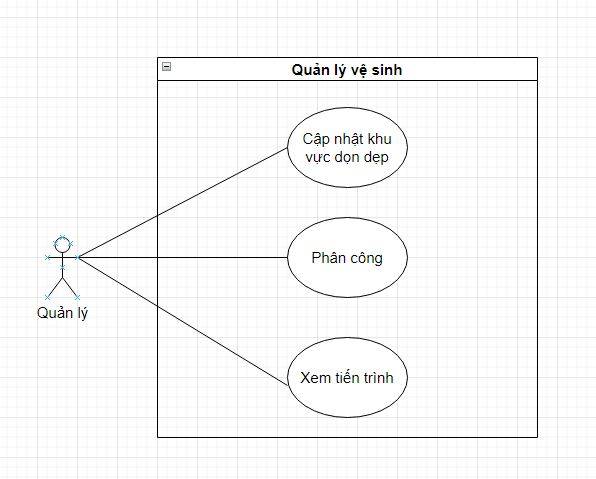 Quản lý vệ sinh
Cập nhật khu
vực dọn dẹp
Phân công
Quản lý
Xem tiến trình